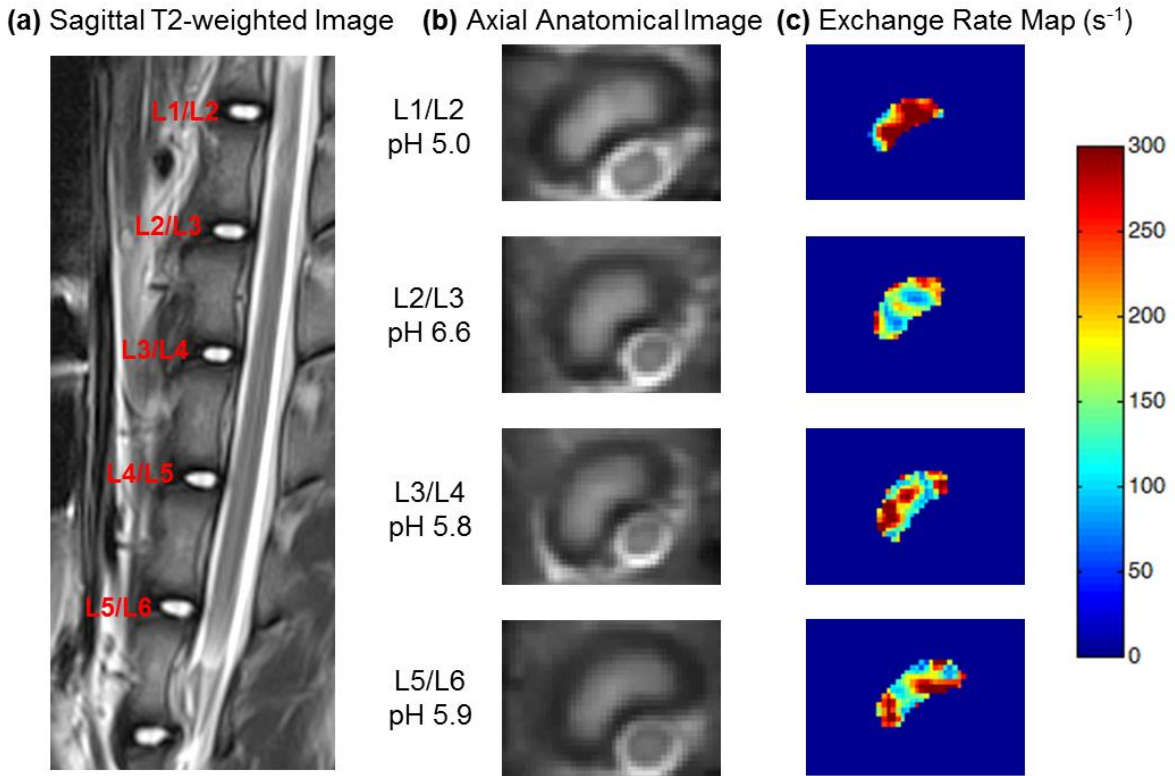 (a) Sagittal T2-weighted Image
(b) Axial Anatomical Image
(c) Exchange Rate Map (s⁻¹)
L1/L2
L2/L3
L3/L4
L4/L5
L5/L6
L1/L2
pH 5.0
L2/L3
pH 6.6
L3/L4
pH 5.8
L5/L6
pH 5.9
300
250
200
150
100
50
0